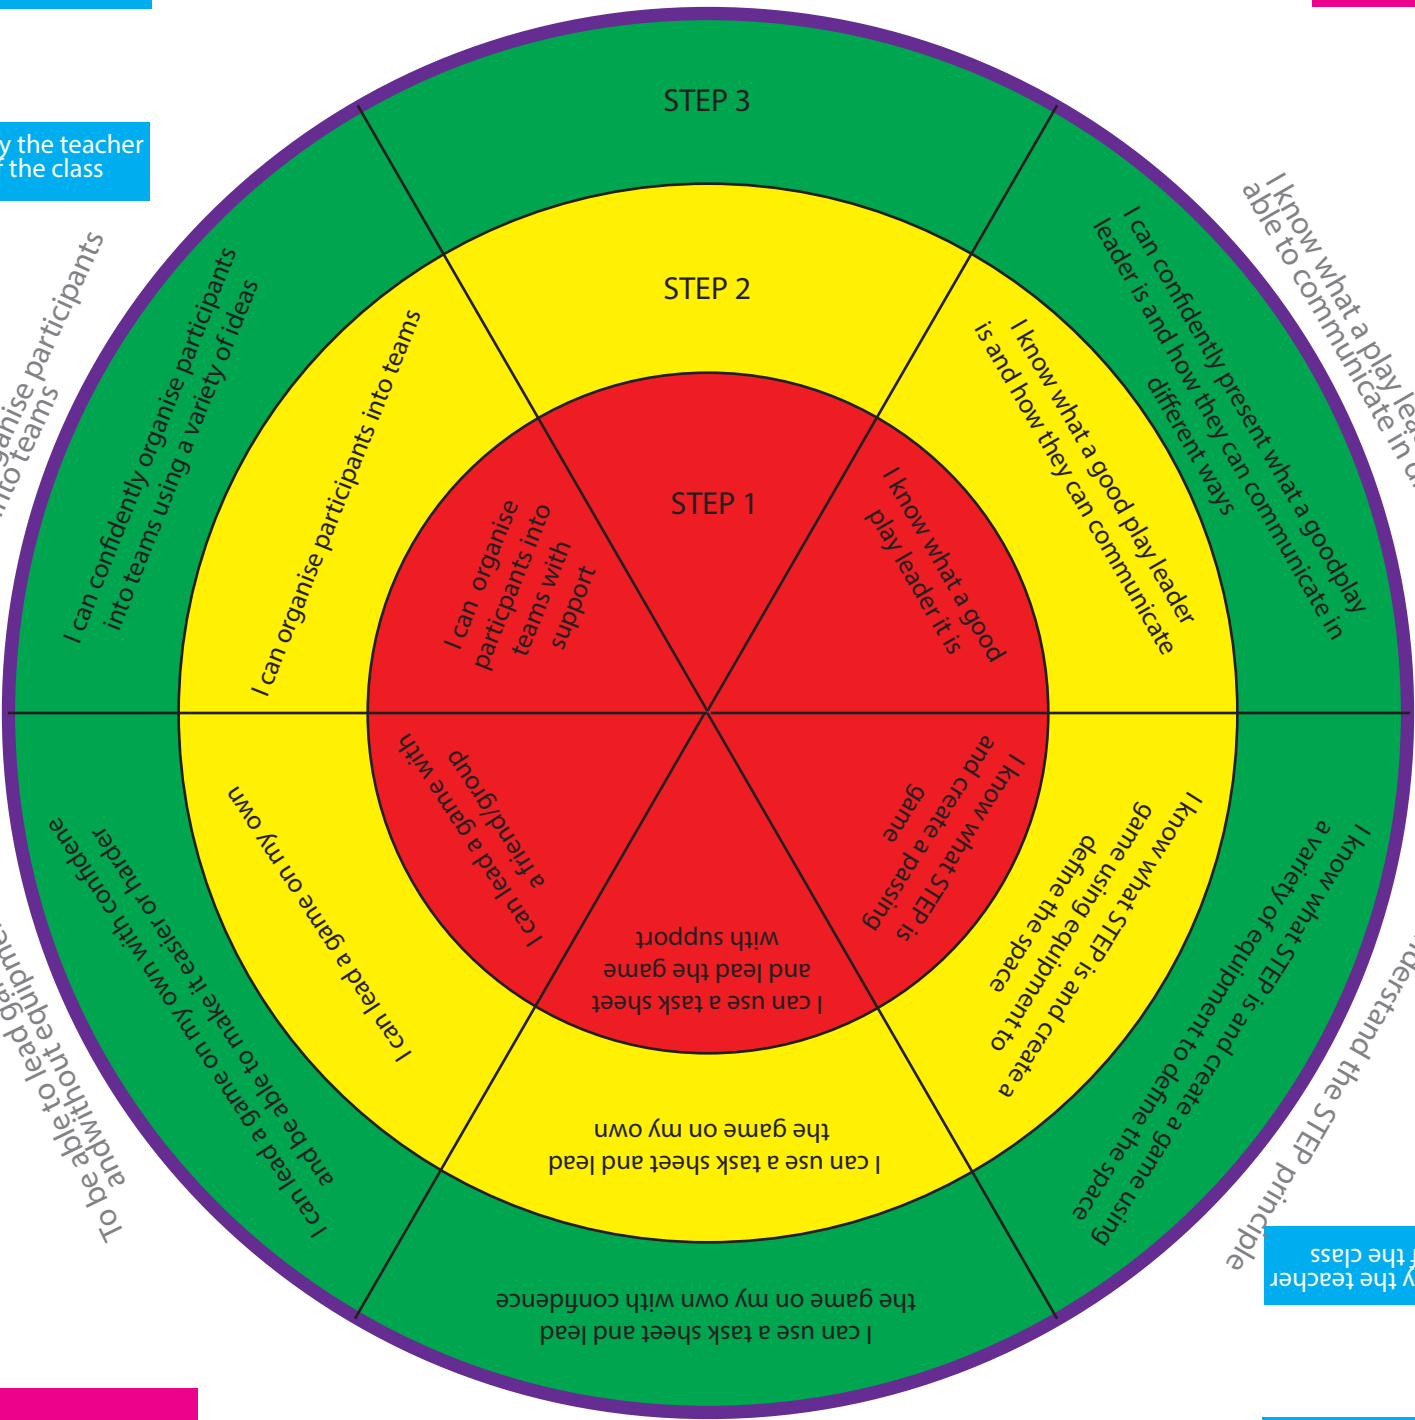 STEP 3
STEP 2
STEP 1
y the teacher
the class
participants
into teams
I know what a play
able to communicate in
I can confidently present what a goodplay
leader is and how they can communicate in
different ways
I know what a good play leader
is and how they can communicate
I know what a good
play leader it is
I know what STEP is
and create a passing
game
I know what STEP is and create a
game using equipment to
define the space
I know what STEP is and create a game using
a variety of equipment to define the space
the STEP principle
the class
y the teacher
I can use a task sheet
and lead the game
with support
I can use a task sheet and lead
the game on my own
I can use a task sheet and lead
the game on my own with confidence
I can lead a game with
a friend/group
I can lead a game on my own
I can lead a game on my own with confidene
and be able to make it easier or harder
To be able to lead
andwithout
I can organise
particpants into
teams with
support
I can organise participants into teams
I can confidently organise participants
into teams using a variety of ideas